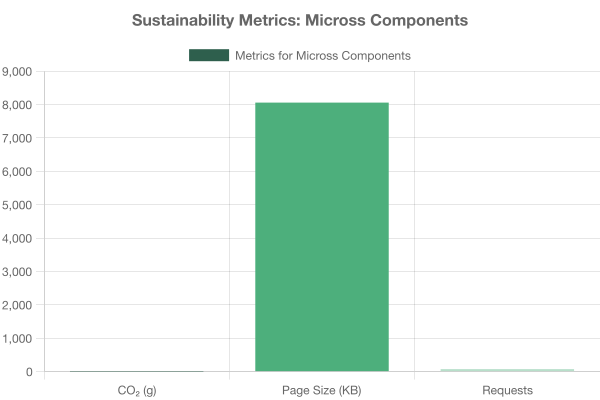 Sustainability Metrics: Micross Components
Metrics for Micross Components
9,000
8,000
7,000
6,000
5,000
4,000
3,000
2,000
1,000
0
CO₂ (g)
Page Size (KB)
Requests